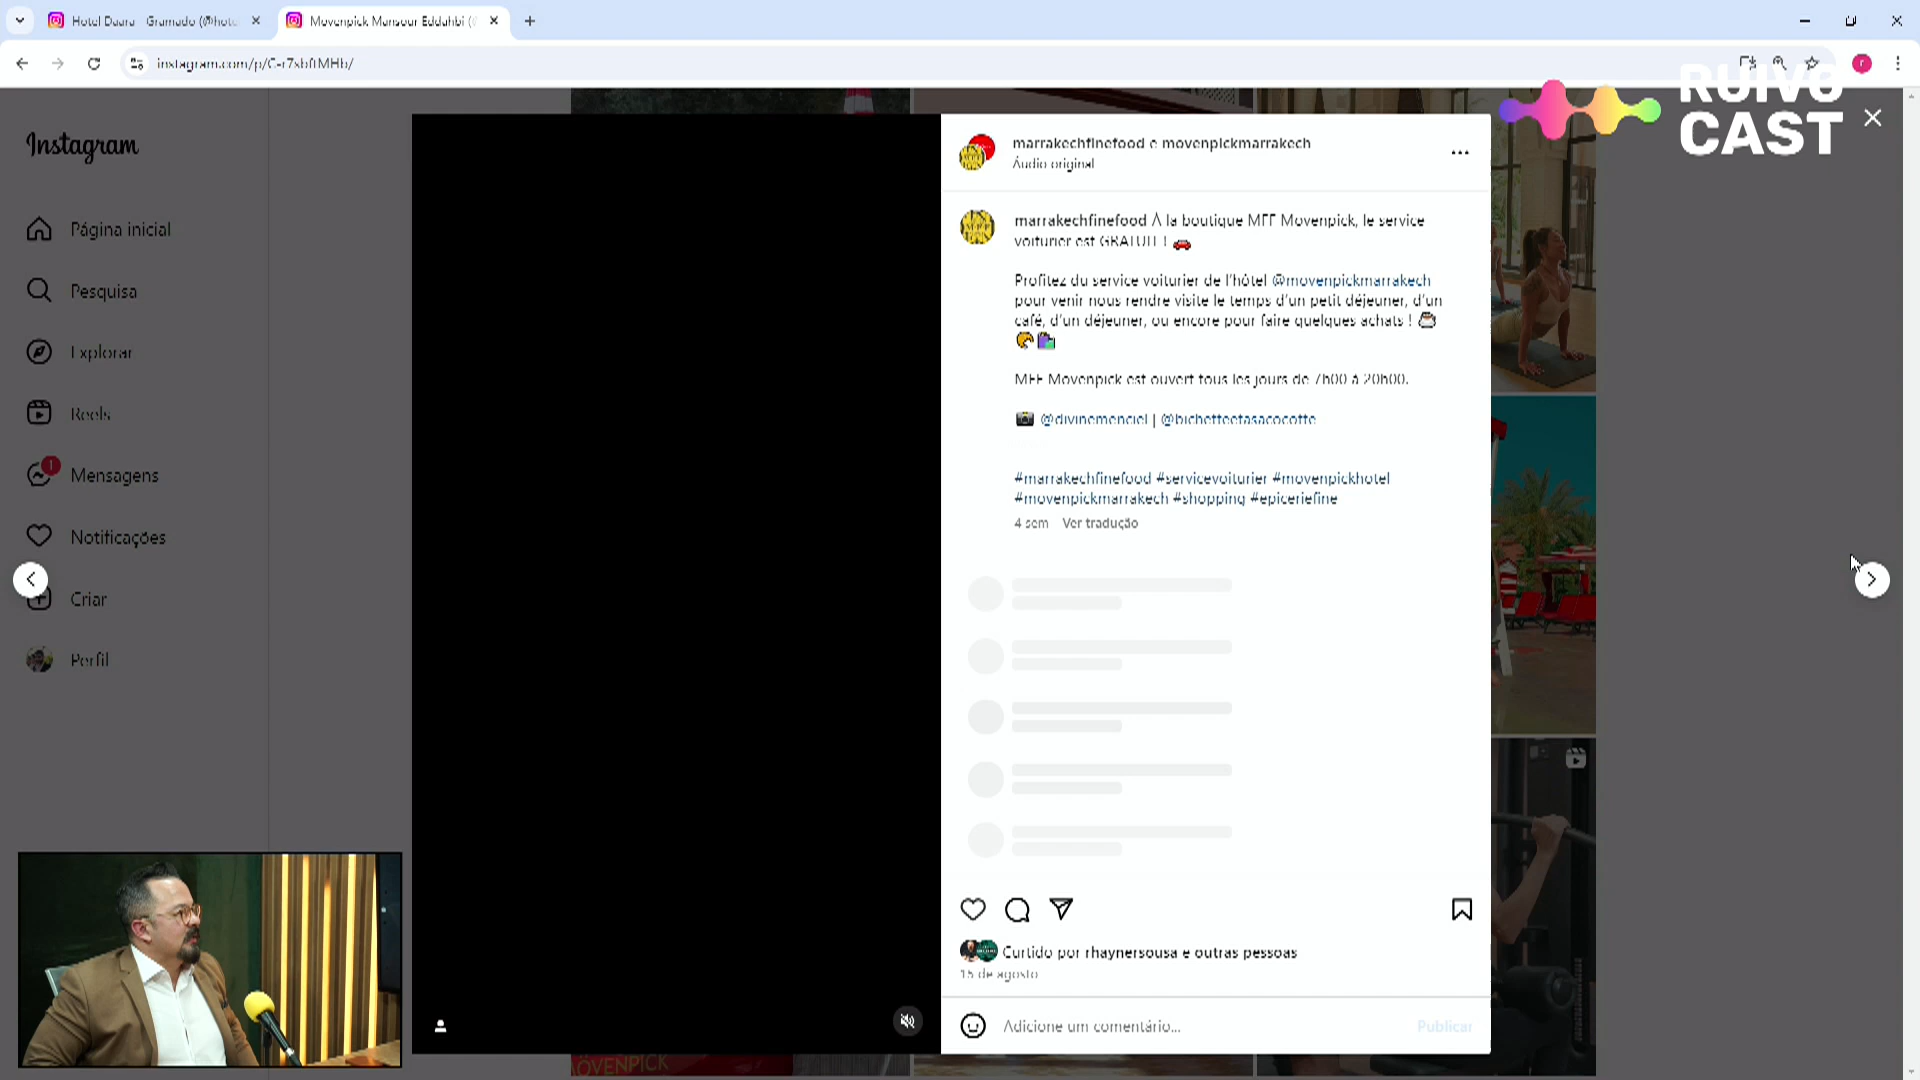 Hotel Daara Gramado (@hot
Movenpick Mansour Eddahbi (
instagram.com/p/C-r7sbftMHb/
RUIVO
CAST
Instagram
marrakechfinefood e movenpickmarrakech
Áudio original
Página inicial
Pesquisa
Explorar
Reels
1
Mensagens
Notificações
Criar
Perfil
marrakechfinefood À la boutique MFF Movenpick, le service
voiturier est GRATUIT ! 🚗
Profitez du service voiturier de l'hôtel @movenpickmarrakech
pour venir nous rendre visite le temps d'un petit déjeuner, d'un
café, d'un déjeuner, ou encore pour faire quelques achats ! ☕
🥐🛍️
MFF Movenpick est ouvert tous les jours de 7h00 à 20h00.
📷 @divinemenciel | @bichetteetasacocotte
#marrakechfinefood #servicevoiturier #movenpickhotel
#movenpickmarrakech #shopping #epiceriefine
4 sem Ver tradução
Curtido por rhaynersousa e outras pessoas
15 de agosto
Adicione um comentário...
Publicar
MÖVENPICK